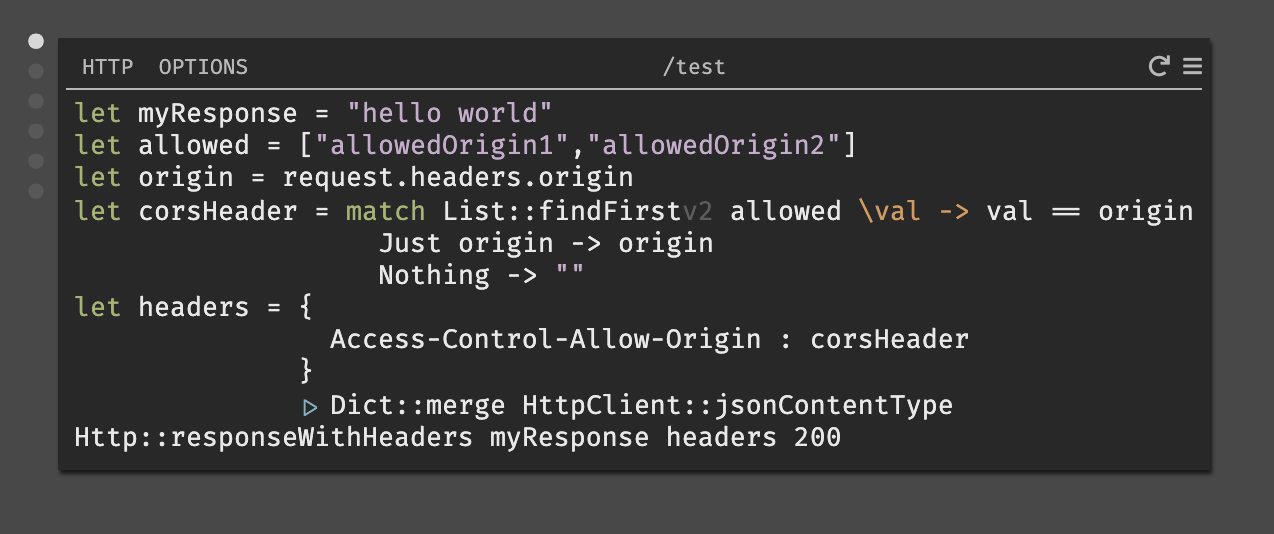 HTTP OPTIONS /test
let myResponse = "hello world"
let allowed = ["allowedOrigin1","allowedOrigin2"]
let origin = request.headers.origin
let corsHeader = match List::findFirstv2 allowed \val -> val == origin
Just origin -> origin
Nothing -> ""
let headers = {
Access-Control-Allow-Origin : corsHeader
}
▷ Dict::merge HttpClient::jsonContentType
Http::responseWithHeaders myResponse headers 200